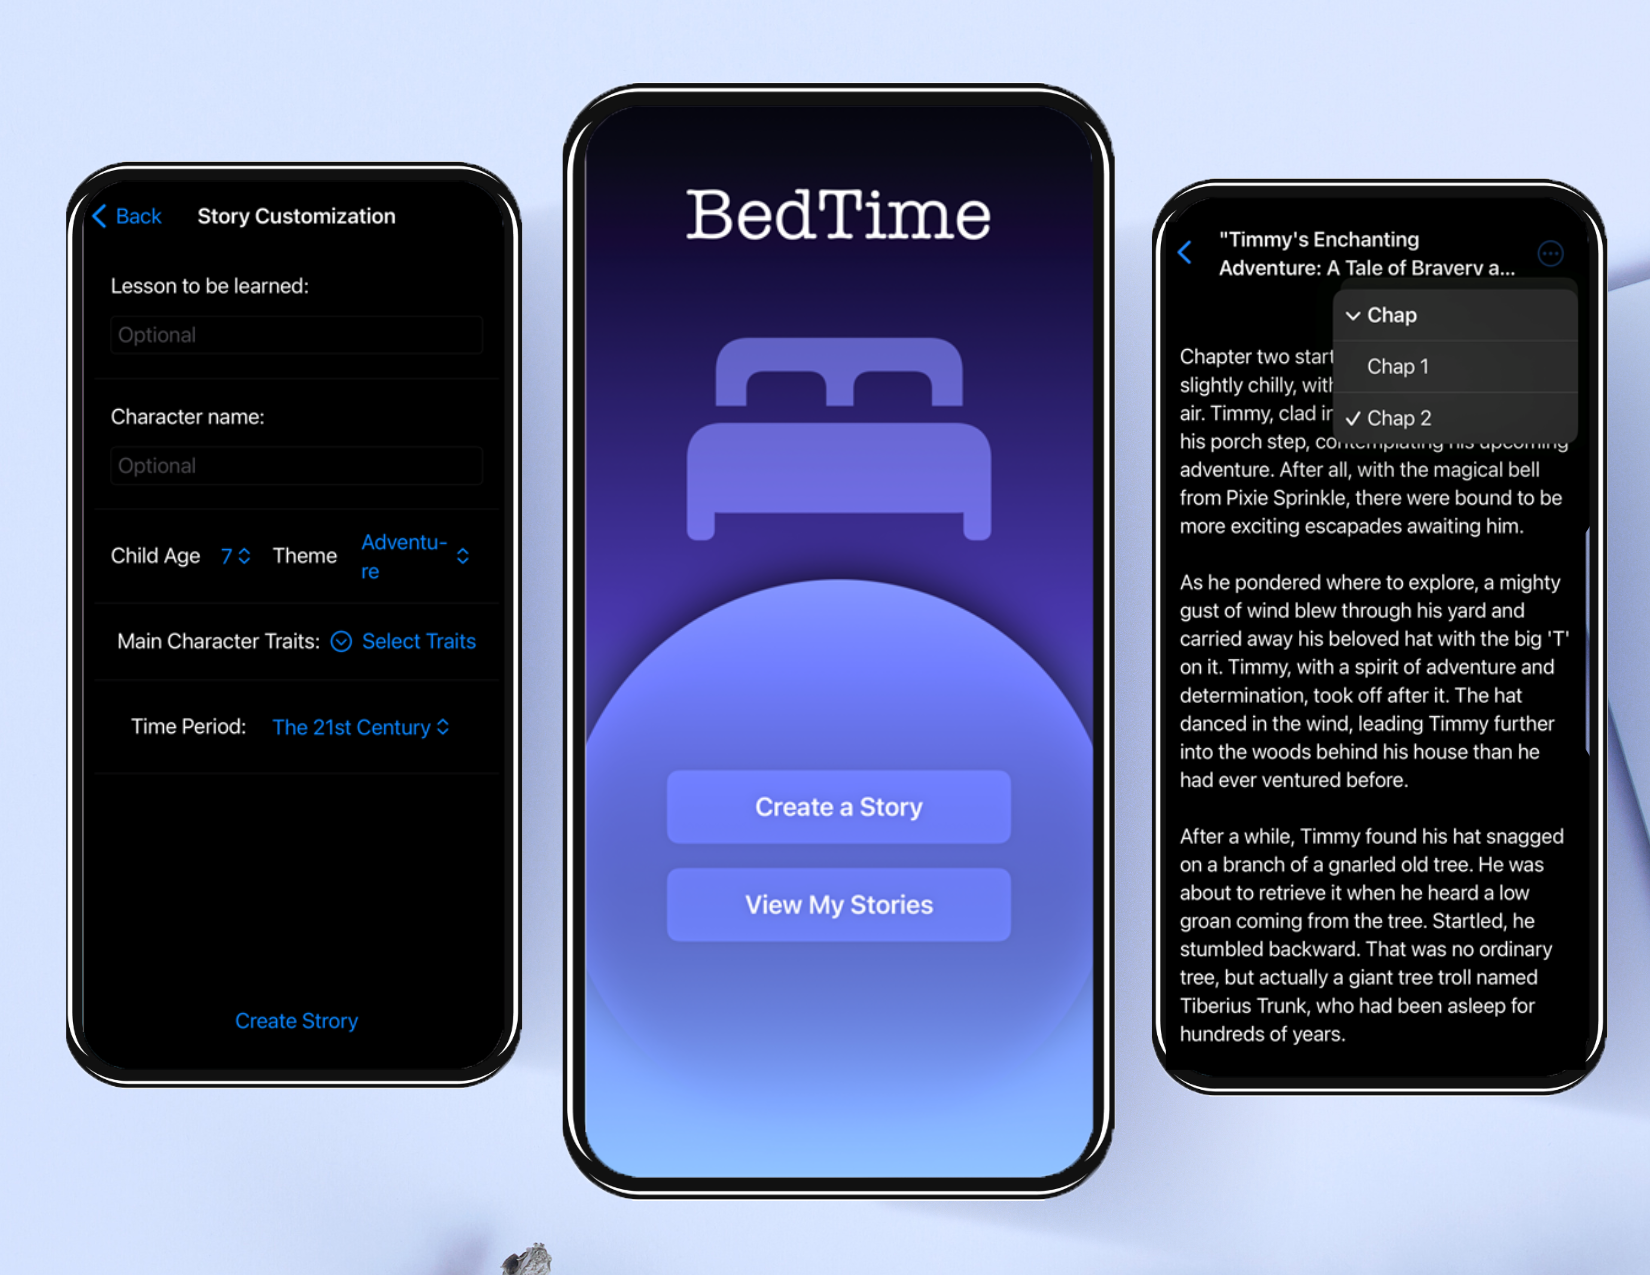 Back
Story Customization
Lesson to be learned:
Optional
Character name:
Optional
Child Age 7 Theme Adventu-
re
Main Character Traits: Select Traits
Time Period: The 21st Century
Create Strory
BedTime
Create a Story
View My Stories
"Timmy's Enchanting
Adventure: A Tale of Bravery a...
Chap
Chap 1
Chap 2
Chapter two start
slightly chilly, with
air. Timmy, clad in
his porch step, contemplating his upcoming
adventure. After all, with the magical bell
from Pixie Sprinkle, there were bound to be
more exciting escapades awaiting him.
As he pondered where to explore, a mighty
gust of wind blew through his yard and
carried away his beloved hat with the big 'T'
on it. Timmy, with a spirit of adventure and
determination, took off after it. The hat
danced in the wind, leading Timmy further
into the woods behind his house than he
had ever ventured before.
After a while, Timmy found his hat snagged
on a branch of a gnarled old tree. He was
about to retrieve it when he heard a low
groan coming from the tree. Startled, he
stumbled backward. That was no ordinary
tree, but actually a giant tree troll named
Tiberius Trunk, who had been asleep for
hundreds of years.